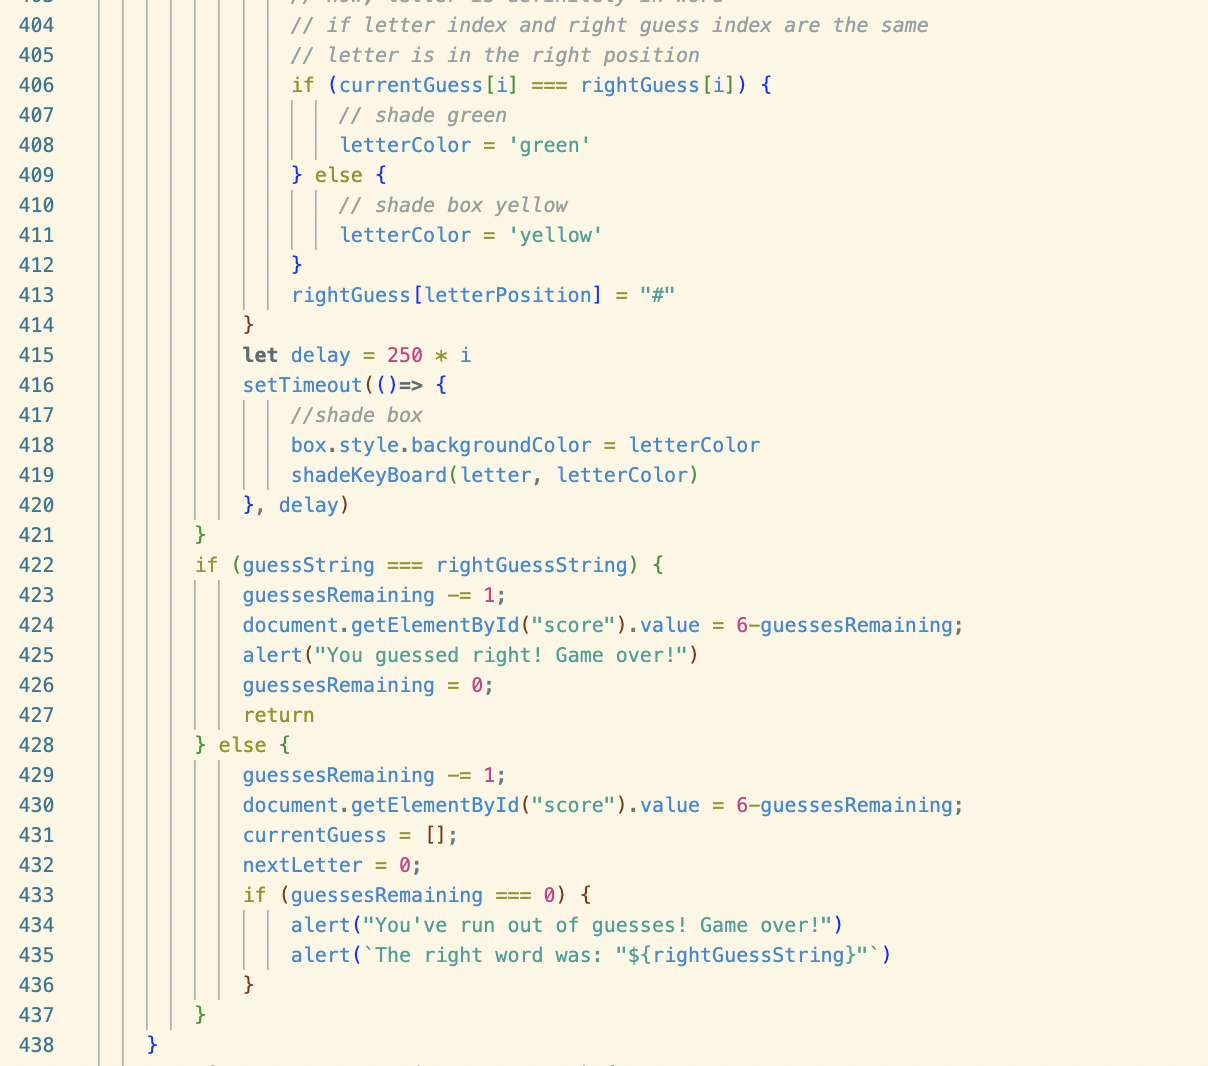 404 // if letter index and right guess index are the same
405 // letter is in the right position
406 if (currentGuess[i] === rightGuess[i]) {
407 // shade green
408 letterColor = 'green'
409 } else {
410 // shade box yellow
411 letterColor = 'yellow'
412 }
413 rightGuess[letterPosition] = "#"
414 }
415 let delay = 250 * i
416 setTimeout(()=> {
417 //shade box
418 box.style.backgroundColor = letterColor
419 shadeKeyBoard(letter, letterColor)
420 }, delay)
421 }
422 if (guessString === rightGuessString) {
423 guessesRemaining -= 1;
424 document.getElementById("score").value = 6-guessesRemaining;
425 alert("You guessed right! Game over!")
426 guessesRemaining = 0;
427 return
428 } else {
429 guessesRemaining -= 1;
430 document.getElementById("score").value = 6-guessesRemaining;
431 currentGuess = [];
432 nextLetter = 0;
433 if (guessesRemaining === 0) {
434 alert("You've run out of guesses! Game over!")
435 alert(`The right word was: "${rightGuessString}"`)
436 }
437 }
438 }